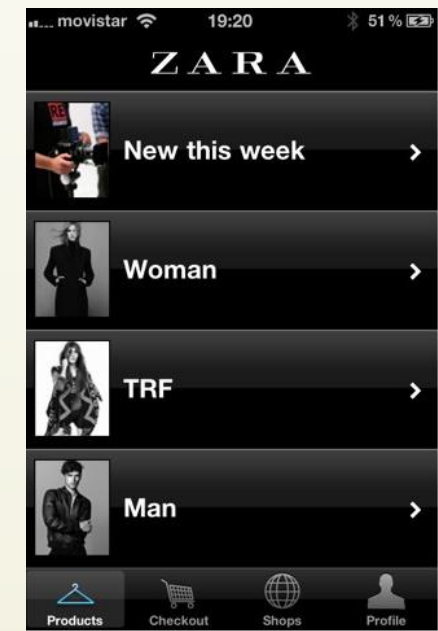 movistar 19:20 51%
ZARA
New this week
Woman
TRF
Man
Products Checkout Shops Profile